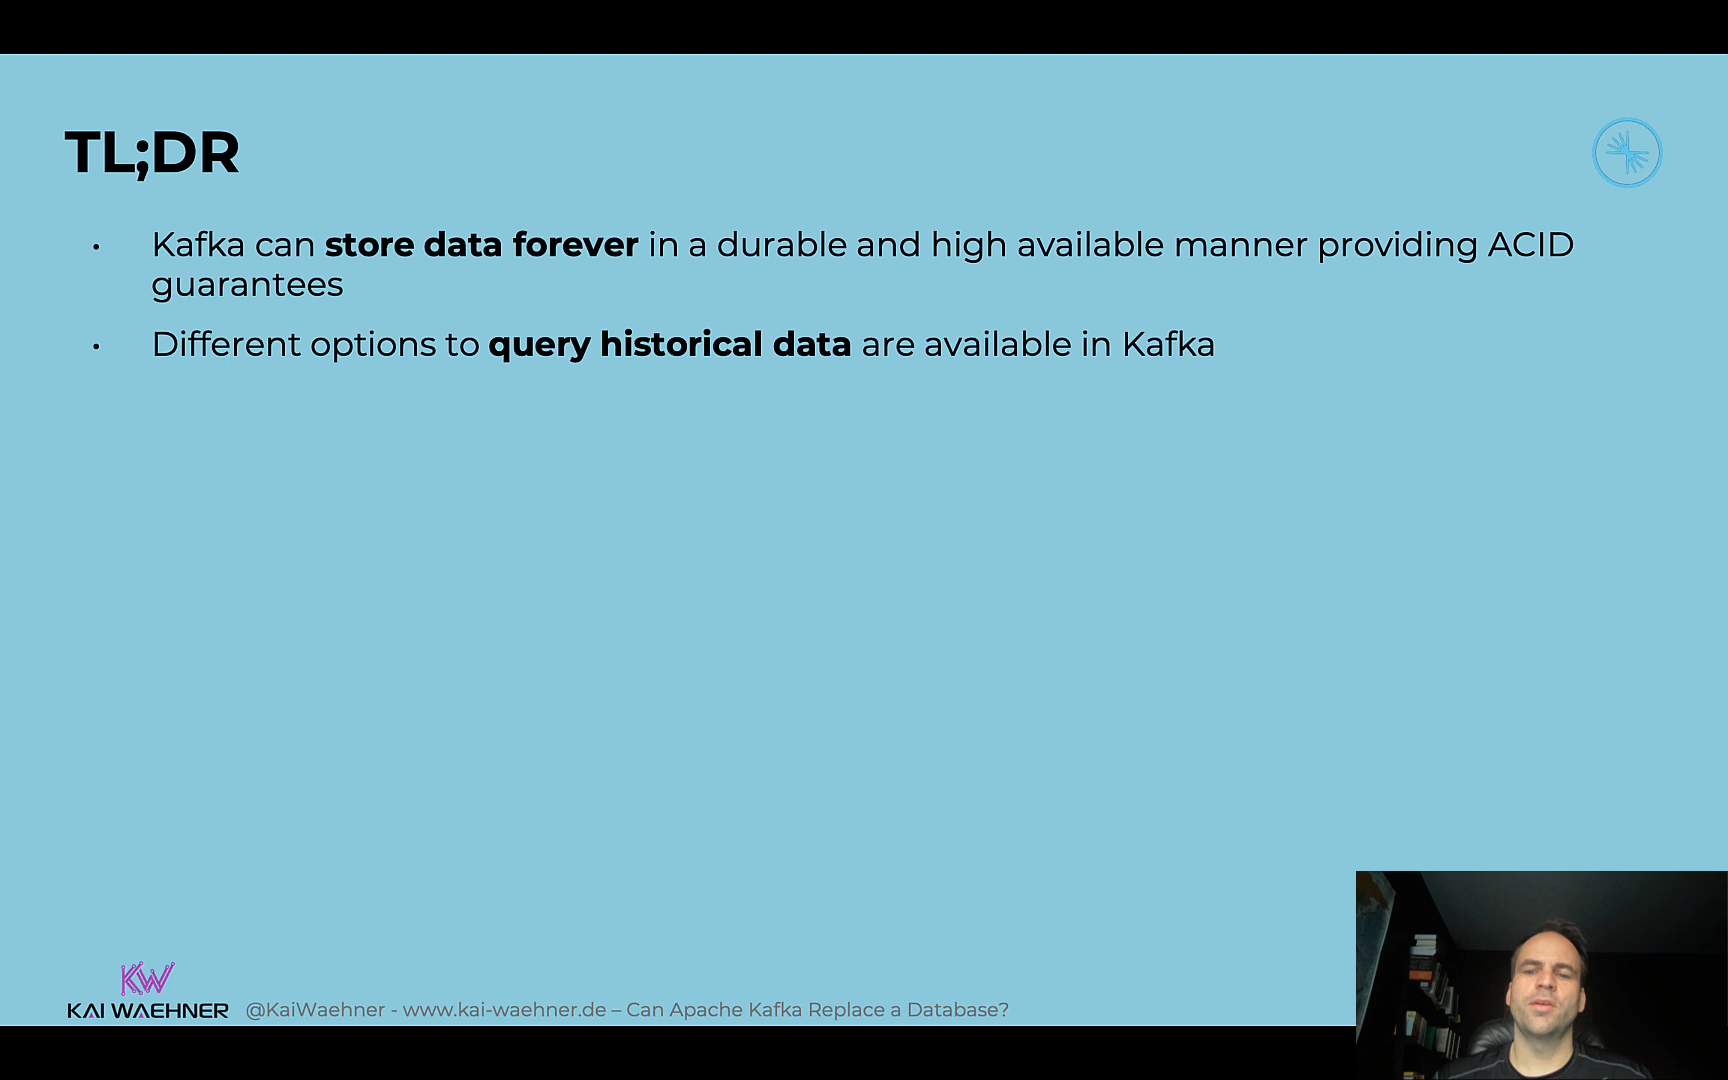 TL;DR
• Kafka can store data forever in a durable and high available manner providing ACID
guarantees
• Different options to query historical data are available in Kafka
KW
KAI WAEHNER
@KaiWaehner - www.kai-waehner.de – Can Apache Kafka Replace a Database?